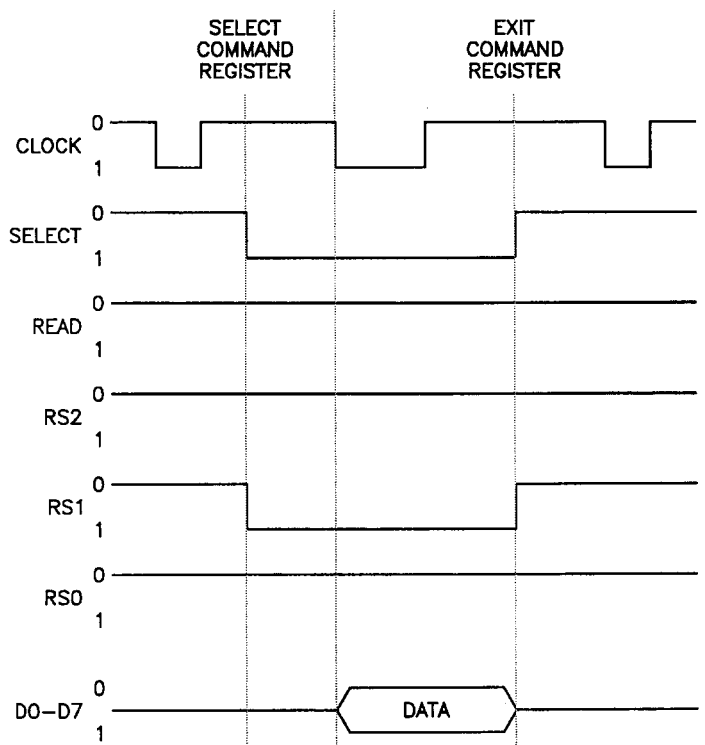 SELECT
COMMAND
REGISTER
EXIT
COMMAND
REGISTER
0
CLOCK
1
0
SELECT
1
0
READ
1
0
RS2
1
0
RS1
1
0
RS0
1
0
D0-D7
DATA
1